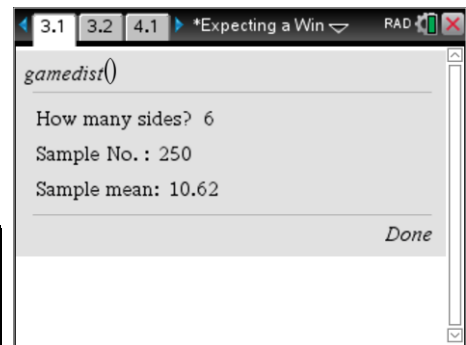 3.1 3.2 4.1 *Expecting a Win RAD
gamedist()
How many sides? 6
Sample No. : 250
Sample mean: 10.62
Done